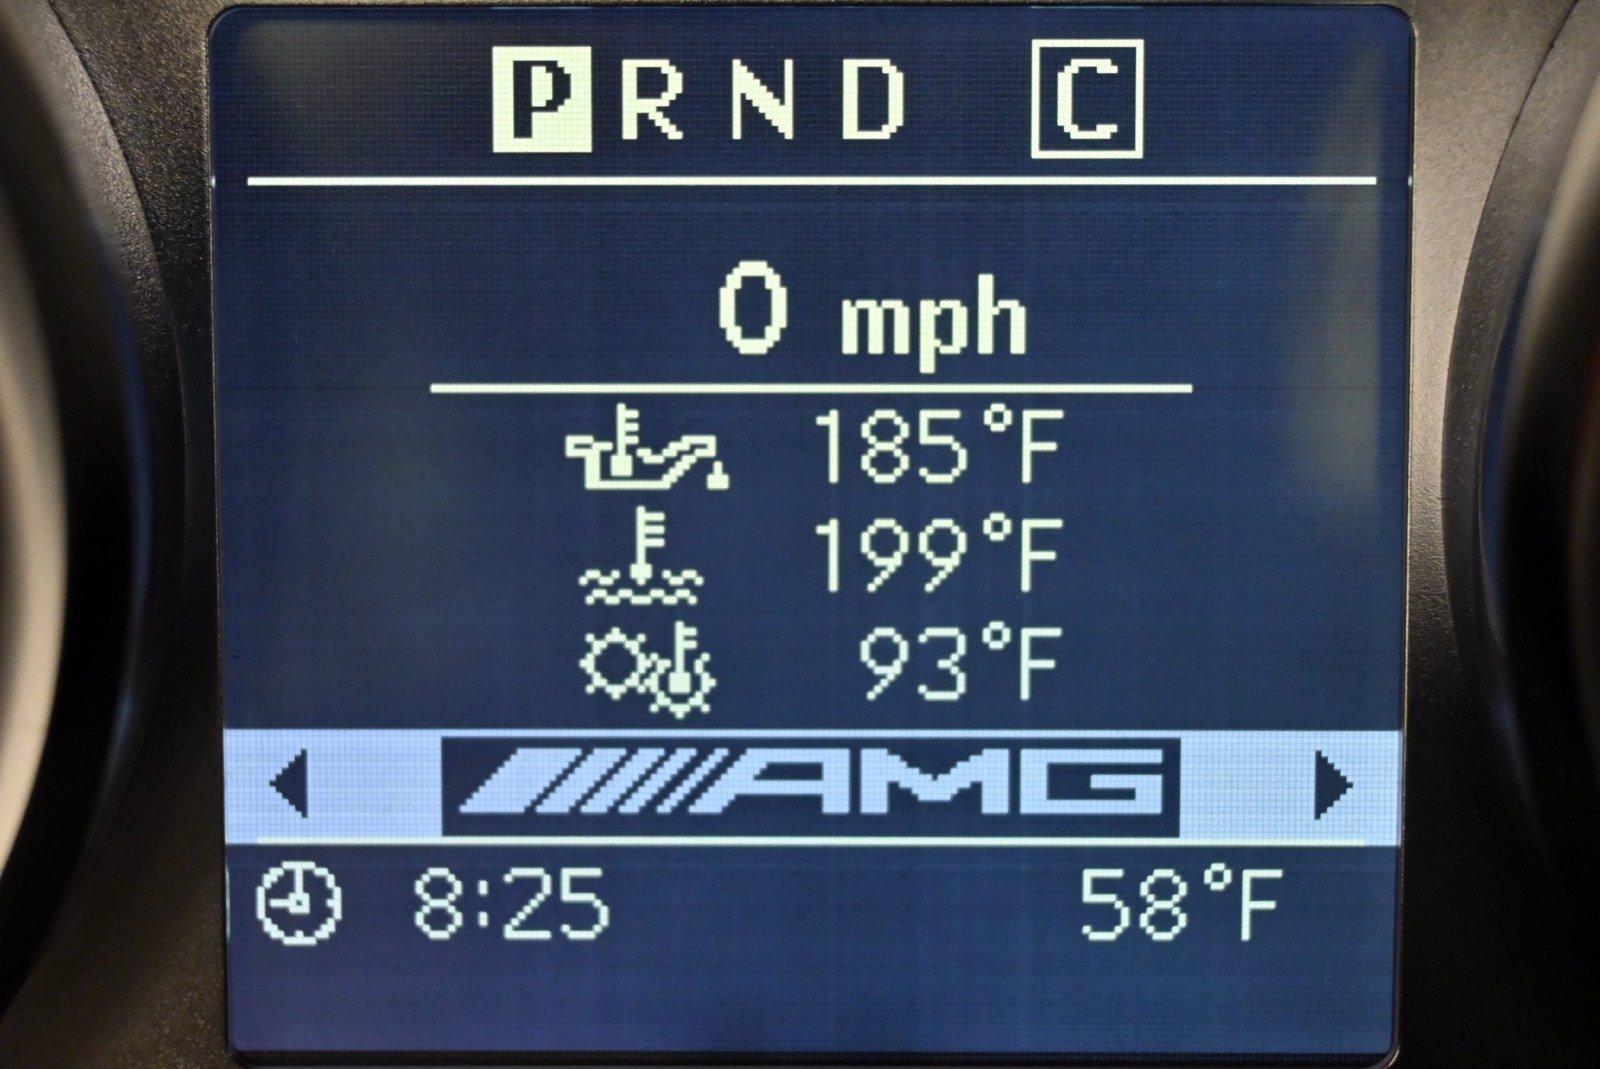 P R N D C
0 mph
185°F
199°F
93°F
AMG
8:25 58°F